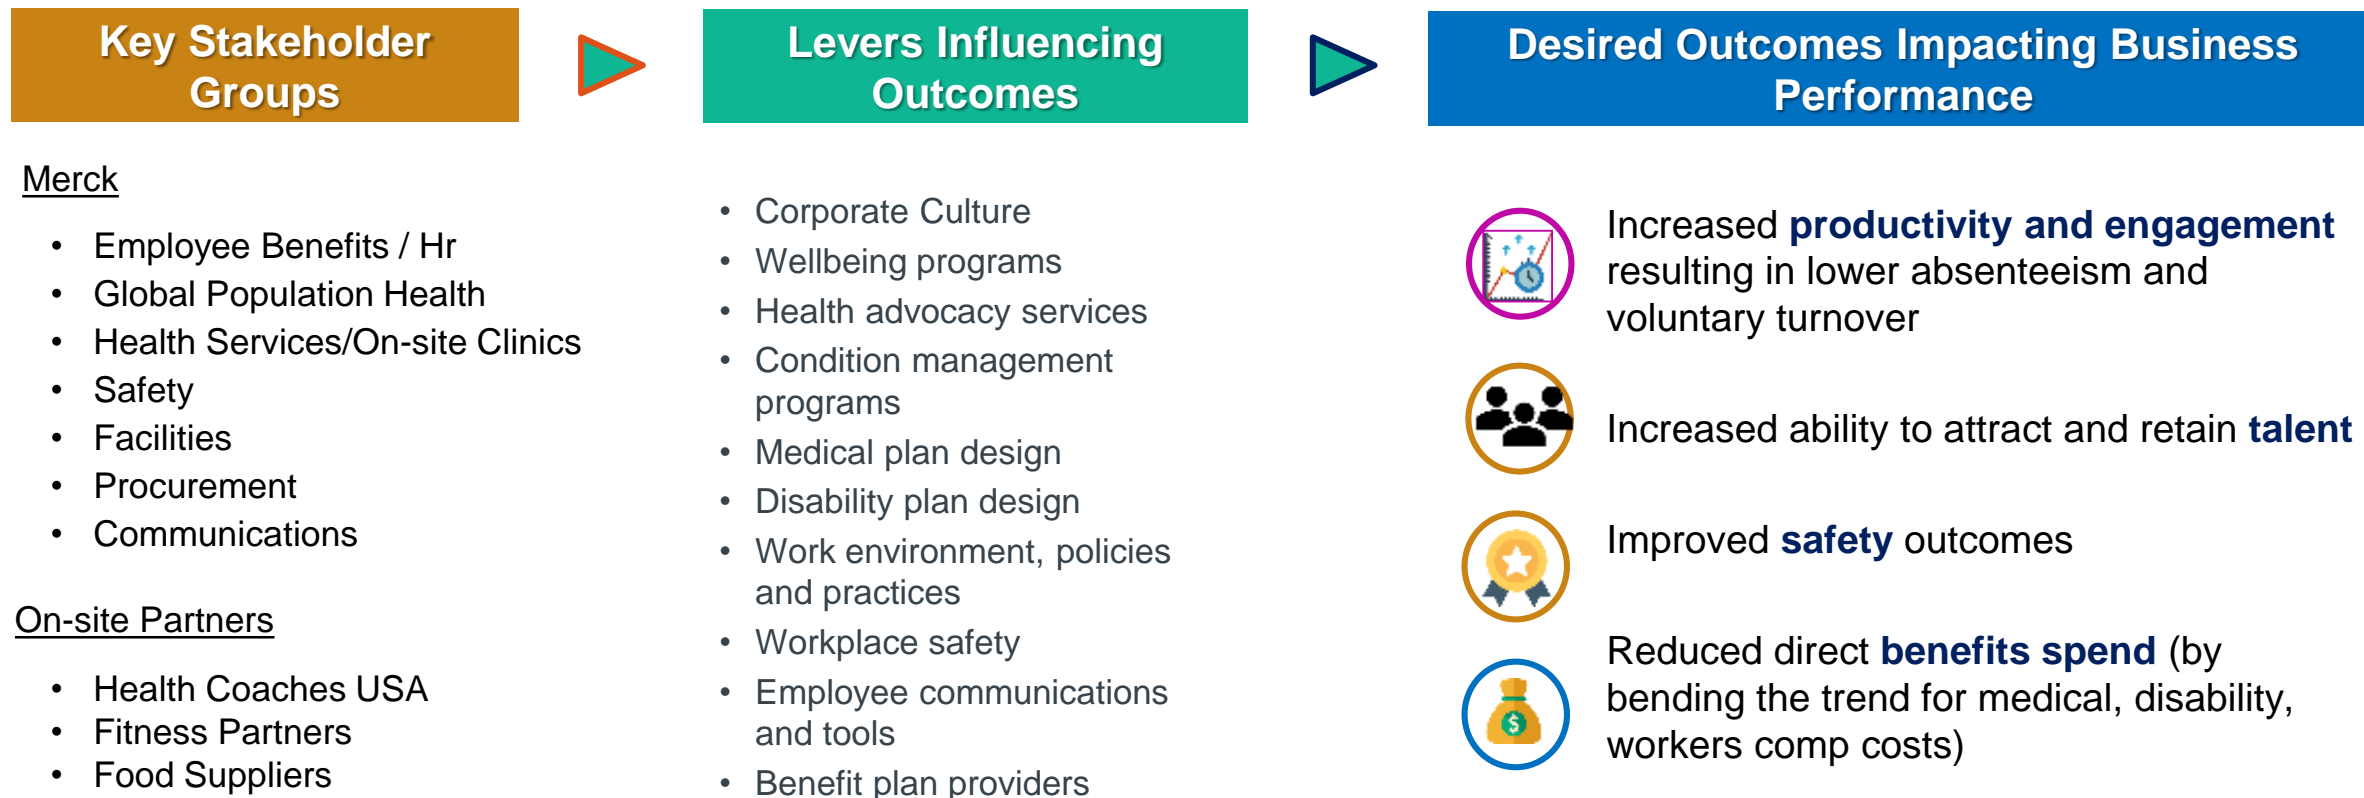 Key Stakeholder
Groups
Merck
• Employee Benefits / Hr
• Global Population Health
• Health Services/On-site Clinics
• Safety
• Facilities
• Procurement
• Communications
On-site Partners
• Health Coaches USA
• Fitness Partners
• Food Suppliers
Levers Influencing
Outcomes
• Corporate Culture
• Wellbeing programs
• Health advocacy services
• Condition management
programs
• Medical plan design
• Disability plan design
• Work environment, policies
and practices
• Workplace safety
• Employee communications
and tools
• Benefit plan providers
Desired Outcomes Impacting Business
Performance
Increased productivity and engagement
resulting in lower absenteeism and
voluntary turnover
Increased ability to attract and retain talent
Improved safety outcomes
$
Reduced direct benefits spend (by
bending the trend for medical, disability,
workers comp costs)